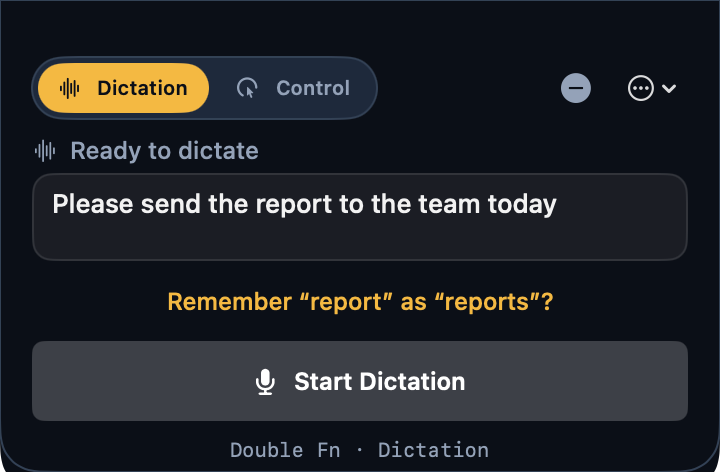 Dictation
Control
Ready to dictate
Please send the report to the team today
Remember “report” as “reports”?
Start Dictation
Double Fn · Dictation